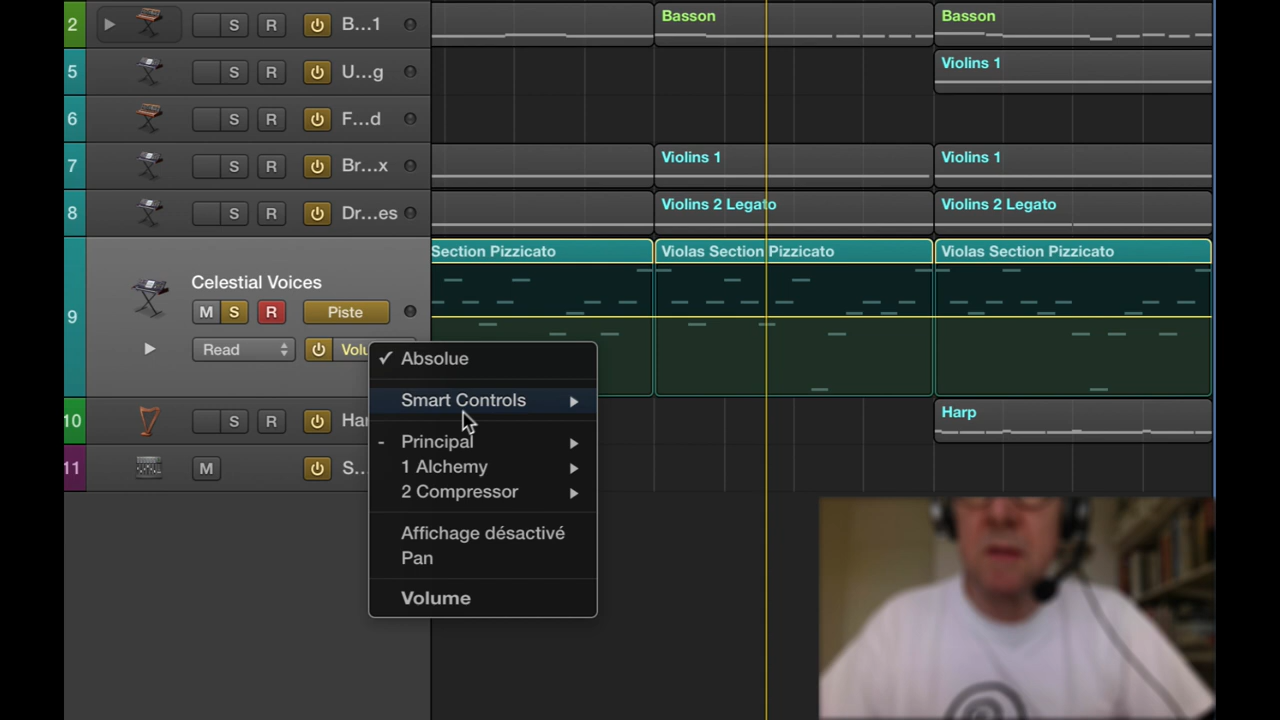 2 S R B...1 Basson Basson
5 S R U...g Violins 1
6 S R F...d
7 S R Br...x Violins 1 Violins 1
8 S R Dr...es Violins 2 Legato Violins 2 Legato
Section Pizzicato Violas Section Pizzicato Violas Section Pizzicato
Celestial Voices
9 M S R Piste
Read Volu
✓ Absolue
Smart Controls
- Principal
1 Alchemy
2 Compressor
Affichage désactivé
Pan
Volume
10 S R Har Harp
11 M S...